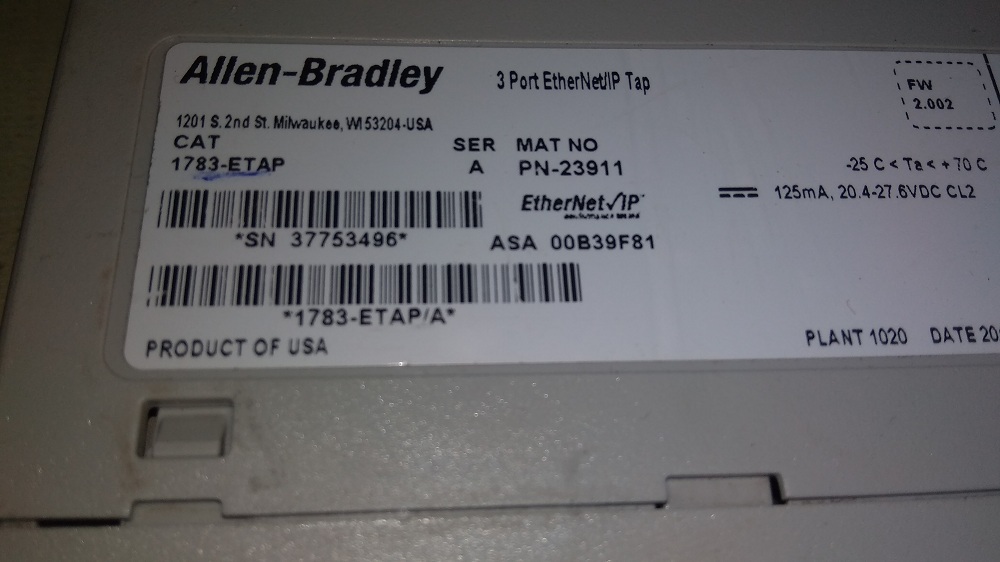 Allen-Bradley 3 Port EtherNet/IP Tap
FW
2.002
1201 S. 2nd St. Milwaukee, WI 53204-USA
CAT SER MAT NO
1783-ETAP A PN-23911
-25 C < Ta < + 70 C
EtherNet/IP
125mA, 20.4-27.6VDC CL2
*SN 37753496* ASA 00B39F81
*1783-ETAP/A*
PRODUCT OF USA PLANT 1020 DATE 20